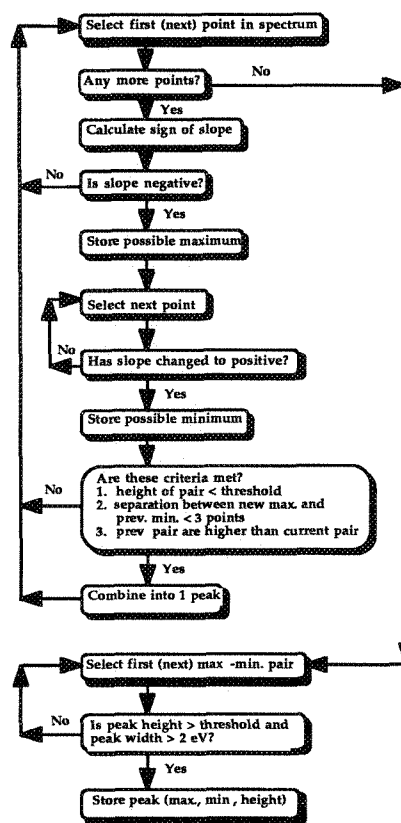 Select first (next) point in spectrum
No
Any more points?
Yes
Calculate sign of slope
No
Is slope negative?
Yes
Store possible maximum
Select next point
No
Has slope changed to positive?
Yes
Store possible minimum
Are these criteria met?
1. height of pair < threshold
No
2. separation between new max. and
prev. min. < 3 points
3. prev pair are higher than current pair
Yes
Combine into 1 peak
Select first (next) max -min. pair
No
Is peak height > threshold and
peak width > 2 eV?
Yes
Store peak (max., min , height)